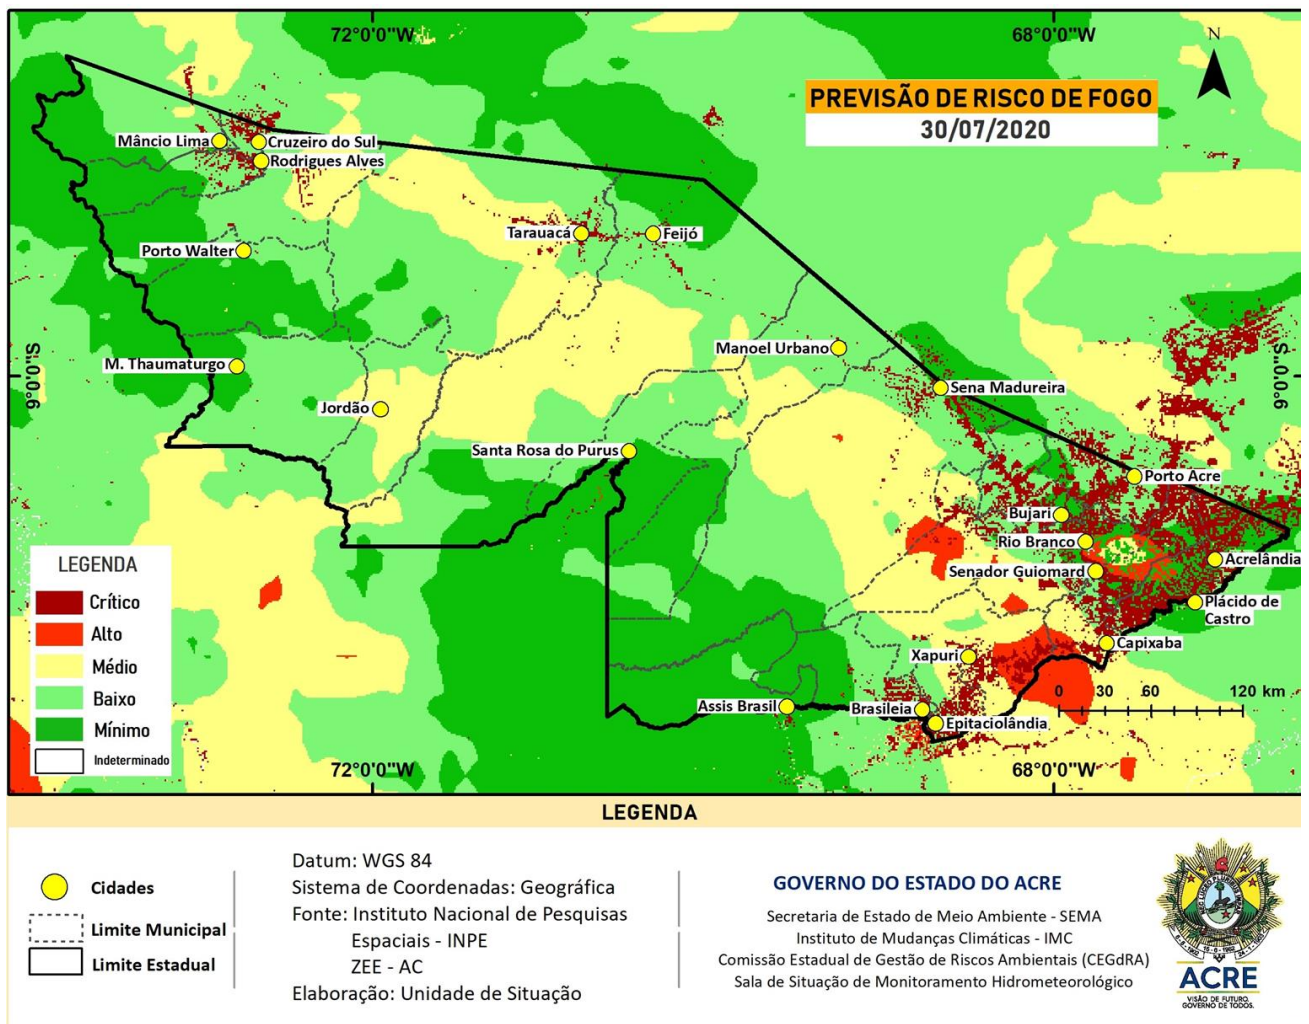 72°0'0"W
68°0'0"W
N
PREVISÃO DE RISCO DE FOGO
30/07/2020
Mâncio Lima
Cruzeiro do Sul
Rodrigues Alves
Tarauacá
Feijó
Porto Walter
Manoel Urbano
9°0'0"S
9°0'0"S
M. Thaumaturgo
Sena Madureira
Jordão
Santa Rosa do Purus
Porto Acre
Bujari
Rio Branco
Acrelândia
Senador Guiomard
Plácido de
Castro
Capixaba
Xapuri
Assis Brasil
Brasileia
Epitaciolândia
0 30 60 120 km
72°0'0"W
68°0'0"W
LEGENDA
Crítico
Alto
Médio
Baixo
Mínimo
Indeterminado
LEGENDA
Cidades
Limite Municipal
Limite Estadual
Datum: WGS 84
Sistema de Coordenadas: Geográfica
Fonte: Instituto Nacional de Pesquisas
Espaciais - INPE
ZEE - AC
Elaboração: Unidade de Situação
GOVERNO DO ESTADO DO ACRE
Secretaria de Estado de Meio Ambiente - SEMA
Instituto de Mudanças Climáticas - IMC
Comissão Estadual de Gestão de Riscos Ambientais (CEGdRA)
Sala de Situação de Monitoramento Hidrometeorológico
ACRE
VISÃO DE FUTURO.
GOVERNO DE TODOS.